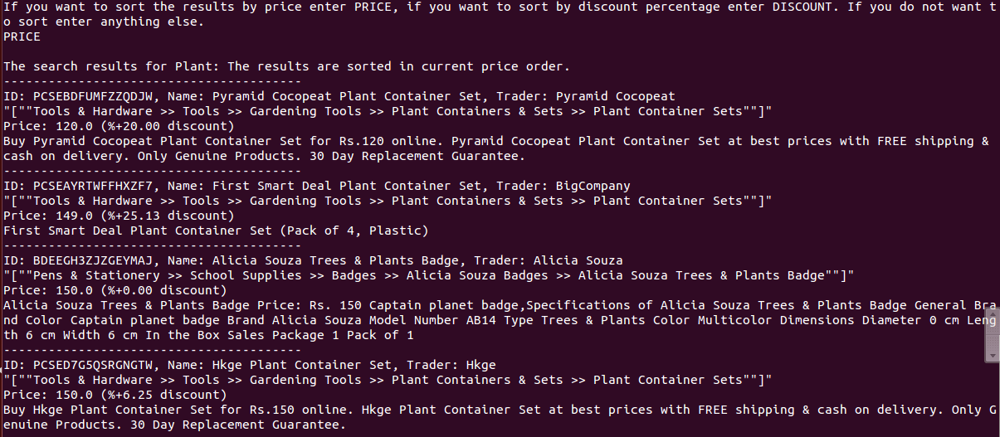 If you want to sort the results by price enter PRICE, if you want to sort by discount percentage enter DISCOUNT. If you do not want t
o sort enter anything else.
PRICE
The search results for Plant: The results are sorted in current price order.
----------------------------------------
ID: PCSEBDFUMFZZQDJW, Name: Pyramid Cocopeat Plant Container Set, Trader: Pyramid Cocopeat
"[""Tools & Hardware >> Tools >> Gardening Tools >> Plant Containers & Sets >> Plant Container Sets""]"
Price: 120.0 (%+20.00 discount)
Buy Pyramid Cocopeat Plant Container Set for Rs.120 online. Pyramid Cocopeat Plant Container Set at best prices with FREE shipping &
cash on delivery. Only Genuine Products. 30 Day Replacement Guarantee.
----------------------------------------
ID: PCSEAYRTWFFHXZF7, Name: First Smart Deal Plant Container Set, Trader: BigCompany
"[""Tools & Hardware >> Tools >> Gardening Tools >> Plant Containers & Sets >> Plant Container Sets""]"
Price: 149.0 (%+25.13 discount)
First Smart Deal Plant Container Set (Pack of 4, Plastic)
----------------------------------------
ID: BDEEGH3ZJZGEYMAJ, Name: Alicia Souza Trees & Plants Badge, Trader: Alicia Souza
"[""Pens & Stationery >> School Supplies >> Badges >> Alicia Souza Badges >> Alicia Souza Trees & Plants Badge""]"
Price: 150.0 (%+0.00 discount)
Alicia Souza Trees & Plants Badge Price: Rs. 150 Captain planet badge,Specifications of Alicia Souza Trees & Plants Badge General Bra
nd Color Captain planet badge Brand Alicia Souza Model Number AB14 Type Trees & Plants Color Multicolor Dimensions Diameter 0 cm Leng
th 6 cm Width 6 cm In the Box Sales Package 1 Pack of 1
----------------------------------------
ID: PCSED7G5QSRGNGTW, Name: Hkge Plant Container Set, Trader: Hkge
"[""Tools & Hardware >> Tools >> Gardening Tools >> Plant Containers & Sets >> Plant Container Sets""]"
Price: 150.0 (%+6.25 discount)
Buy Hkge Plant Container Set for Rs.150 online. Hkge Plant Container Set at best prices with FREE shipping & cash on delivery. Only G
enuine Products. 30 Day Replacement Guarantee.